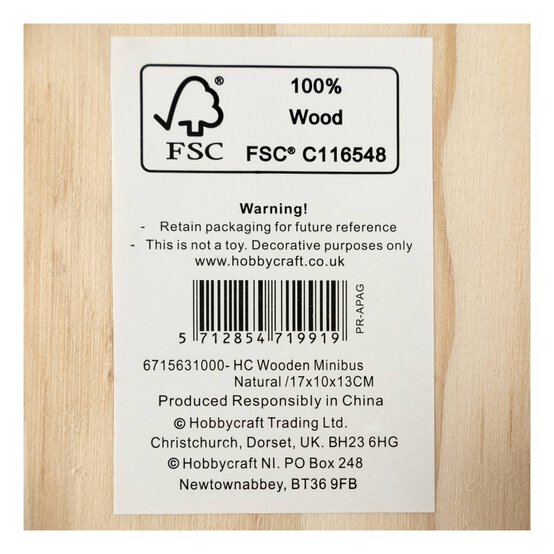 100%
Wood
FSC® C116548
®
FSC
Warning!
- Retain packaging for future reference
- This is not a toy. Decorative purposes only
www.hobbycraft.co.uk
5 712854 719919
PR-APAG
6715631000- HC Wooden Minibus
Natural /17x10x13CM
Produced Responsibly in China
© Hobbycraft Trading Ltd.
Christchurch, Dorset, UK. BH23 6HG
© Hobbycraft NI. PO Box 248
Newtownabbey, BT36 9FB